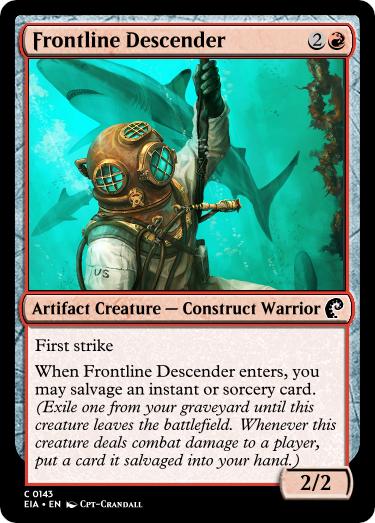 Frontline Descender 2
US
Artifact Creature — Construct Warrior
First strike
When Frontline Descender enters, you
may salvage an instant or sorcery card.
(Exile one from your graveyard until this
creature leaves the battlefield. Whenever this
creature deals combat damage to a player,
put a card it salvaged into your hand.)
2/2
C 0143
EIA • EN Cpt-Crandall